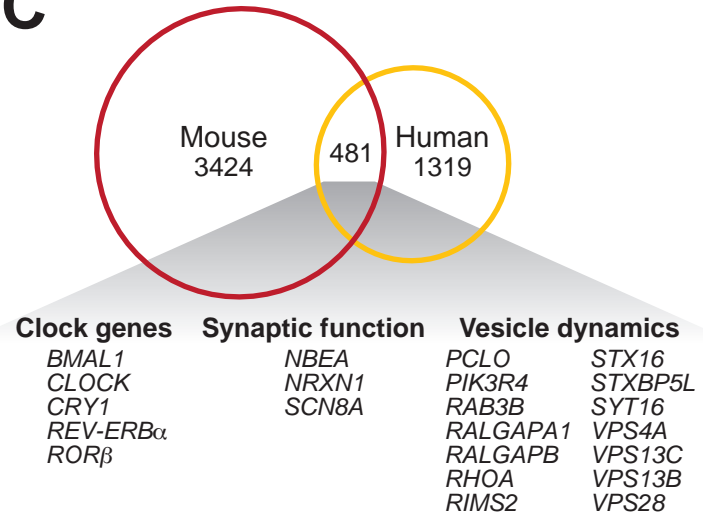 C
Mouse
3424
481
Human
1319
Clock genes
BMAL1
CLOCK
CRY1
REV-ERBα
RORβ
Synaptic function
NBEA
NRXN1
SCN8A
Vesicle dynamics
PCLO
PIK3R4
RAB3B
RALGAPA1
RALGAPB
RHOA
RIMS2
STX16
STXBP5L
SYT16
VPS4A
VPS13C
VPS13B
VPS28